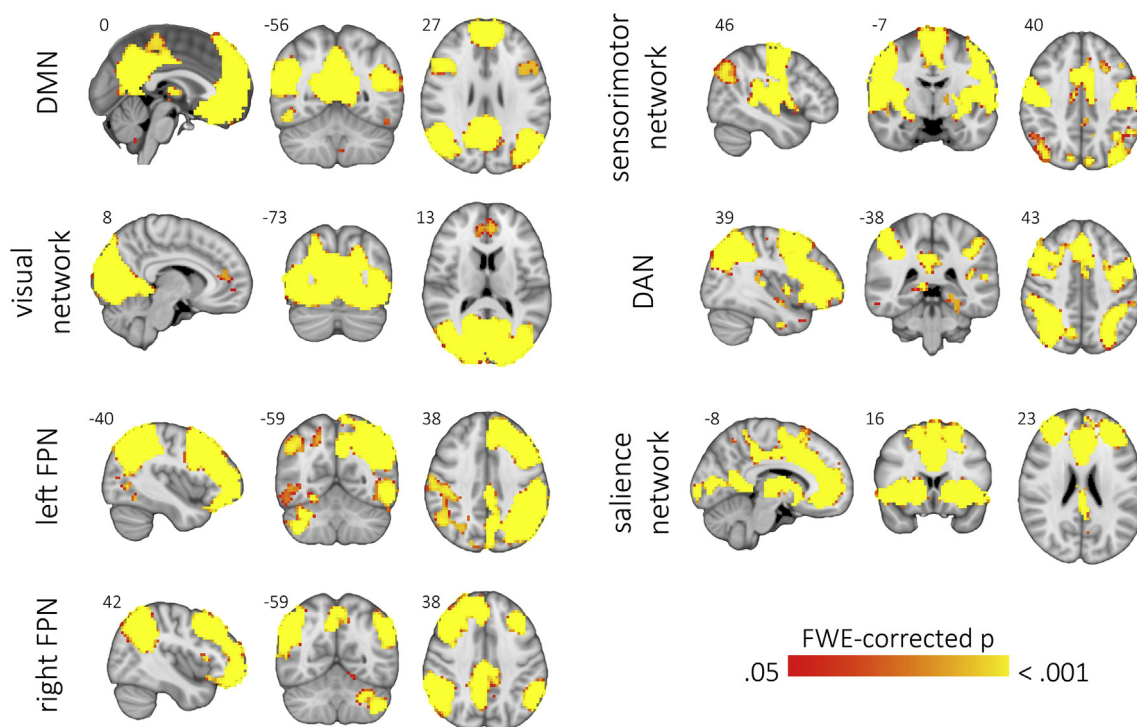 DMN
0
-56
27
visual
network
8
-73
13
left FPN
-40
-59
38
right FPN
42
-59
38
sensorimotor
network
46
-7
40
DAN
39
-38
43
salience
network
-8
16
23
FWE-corrected p
.05
< .001